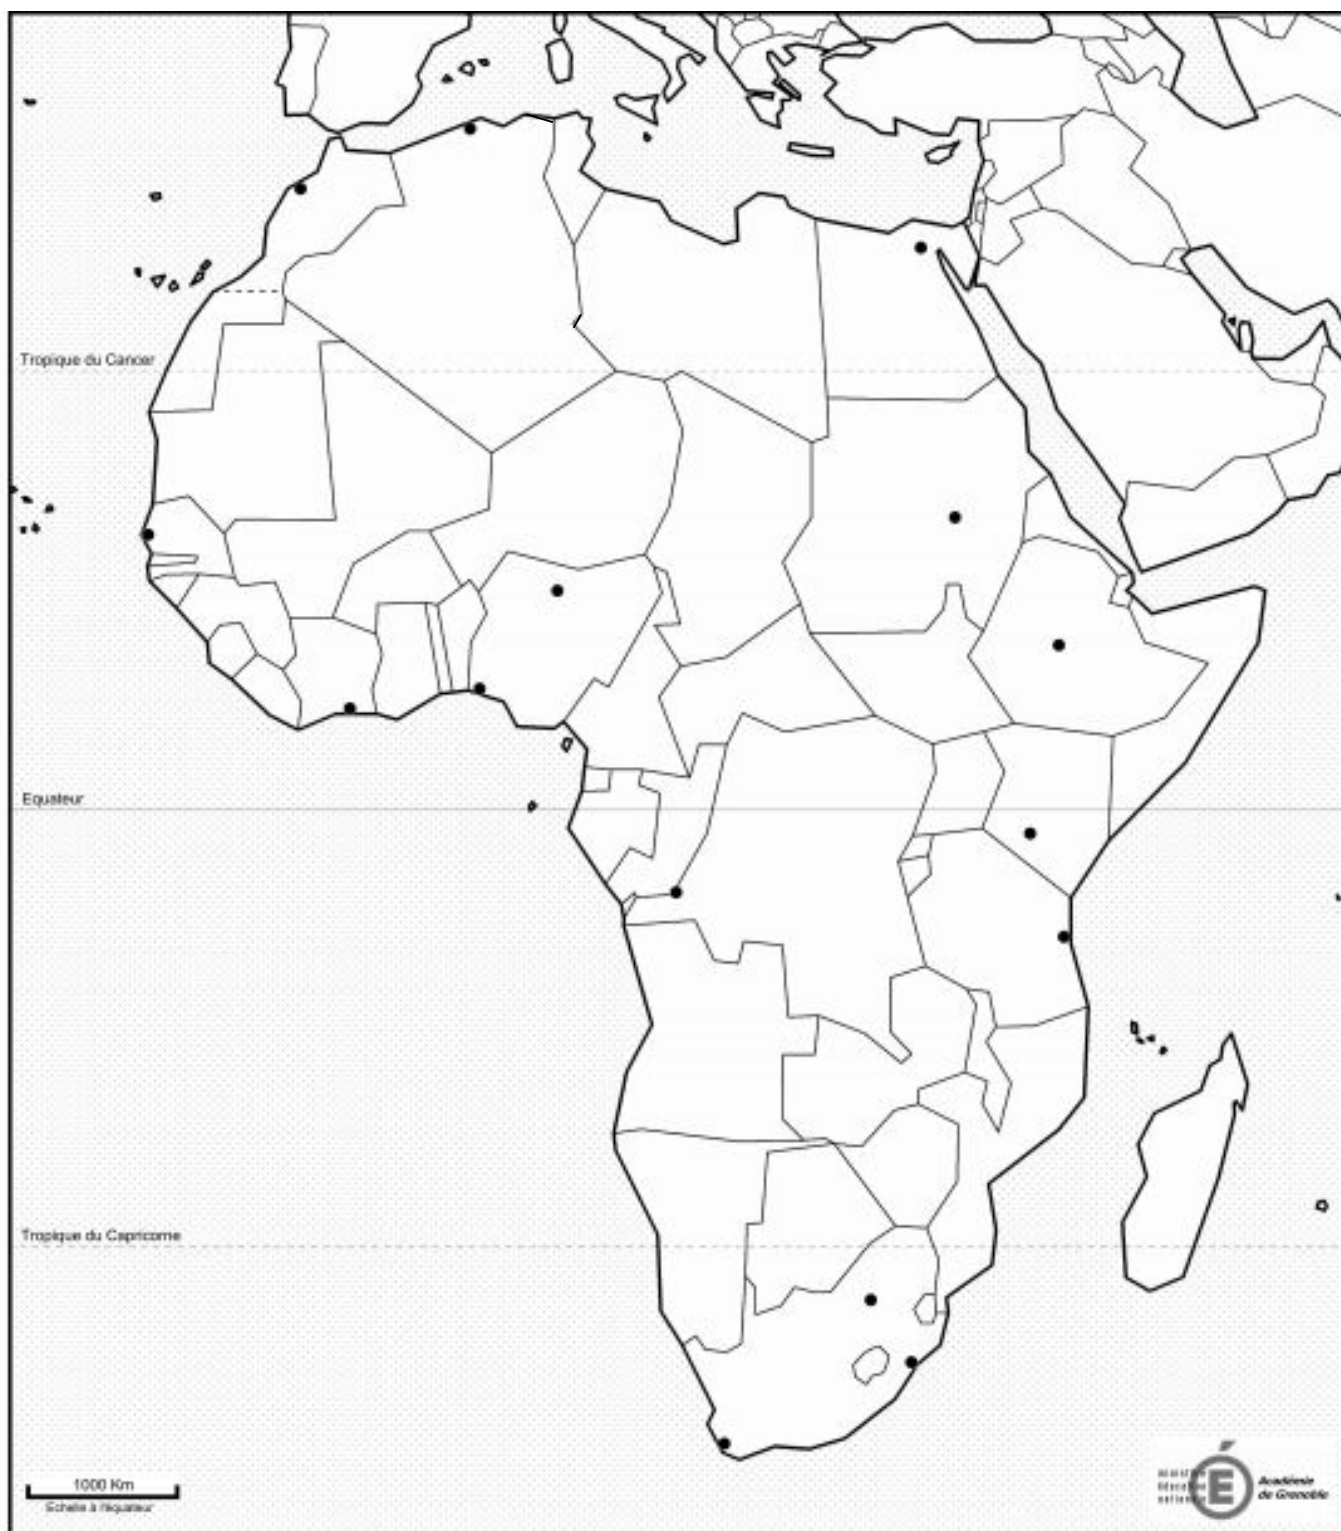 Tropique du Cancer
Equateur
Tropique du Capricorne
1000 Km
Echelle à l'équateur
É
Académie
de Grenoble